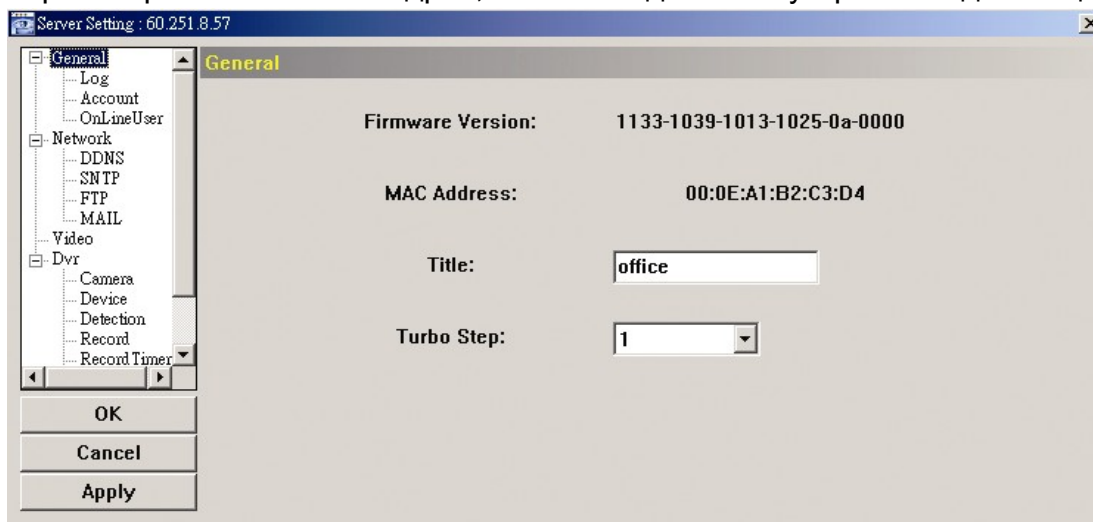 Server Setting : 60.251.8.57
General
Log
Account
OnLineUser
Network
DDNS
SNTP
FTP
MAIL
Video
Dvr
Camera
Device
Detection
Record
Record Timer
OK
Cancel
Apply
General
Firmware Version: 1133-1039-1013-1025-0a-0000
MAC Address: 00:0E:A1:B2:C3:D4
Title: office
Turbo Step: 1